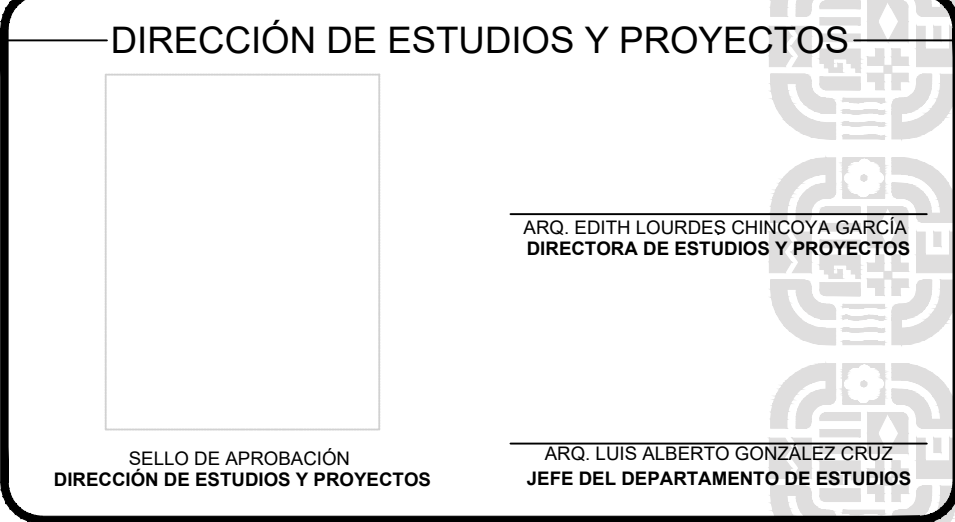 DIRECCIÓN DE ESTUDIOS Y PROYECTOS
ARQ. EDITH LOURDES CHINCOYA GARCÍA
DIRECTORA DE ESTUDIOS Y PROYECTOS
SELLO DE APROBACIÓN
DIRECCIÓN DE ESTUDIOS Y PROYECTOS
ARQ. LUIS ALBERTO GONZÁLEZ CRUZ
JEFE DEL DEPARTAMENTO DE ESTUDIOS